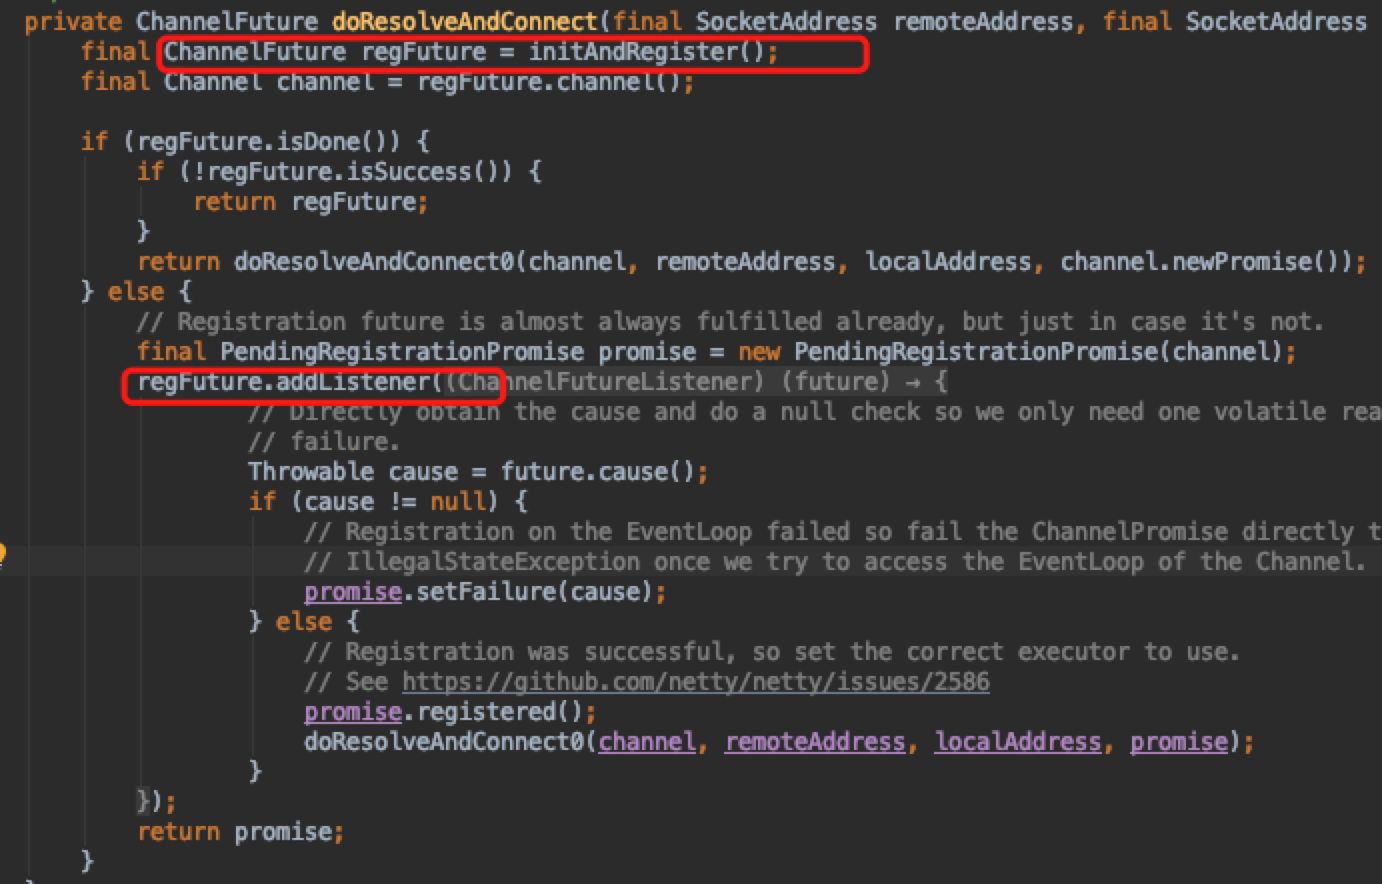 private ChannelFuture doResolveAndConnect(final SocketAddress remoteAddress, final SocketAddress
final ChannelFuture regFuture = initAndRegister();
final Channel channel = regFuture.channel();
if (regFuture.isDone()) {
if (!regFuture.isSuccess()) {
return regFuture;
}
return doResolveAndConnect0(channel, remoteAddress, localAddress, channel.newPromise());
} else {
// Registration future is almost always fulfilled already, but just in case it's not.
final PendingRegistrationPromise promise = new PendingRegistrationPromise(channel);
regFuture.addListener((ChannelFutureListener) (future) → {
// Directly obtain the cause and do a null check so we only need one volatile rea
// failure.
Throwable cause = future.cause();
if (cause != null) {
// Registration on the EventLoop failed so fail the ChannelPromise directly t
// IllegalStateException once we try to access the EventLoop of the Channel.
promise.setFailure(cause);
} else {
// Registration was successful, so set the correct executor to use.
// See https://github.com/netty/netty/issues/2586
promise.registered();
doResolveAndConnect0(channel, remoteAddress, localAddress, promise);
}
});
return promise;
}